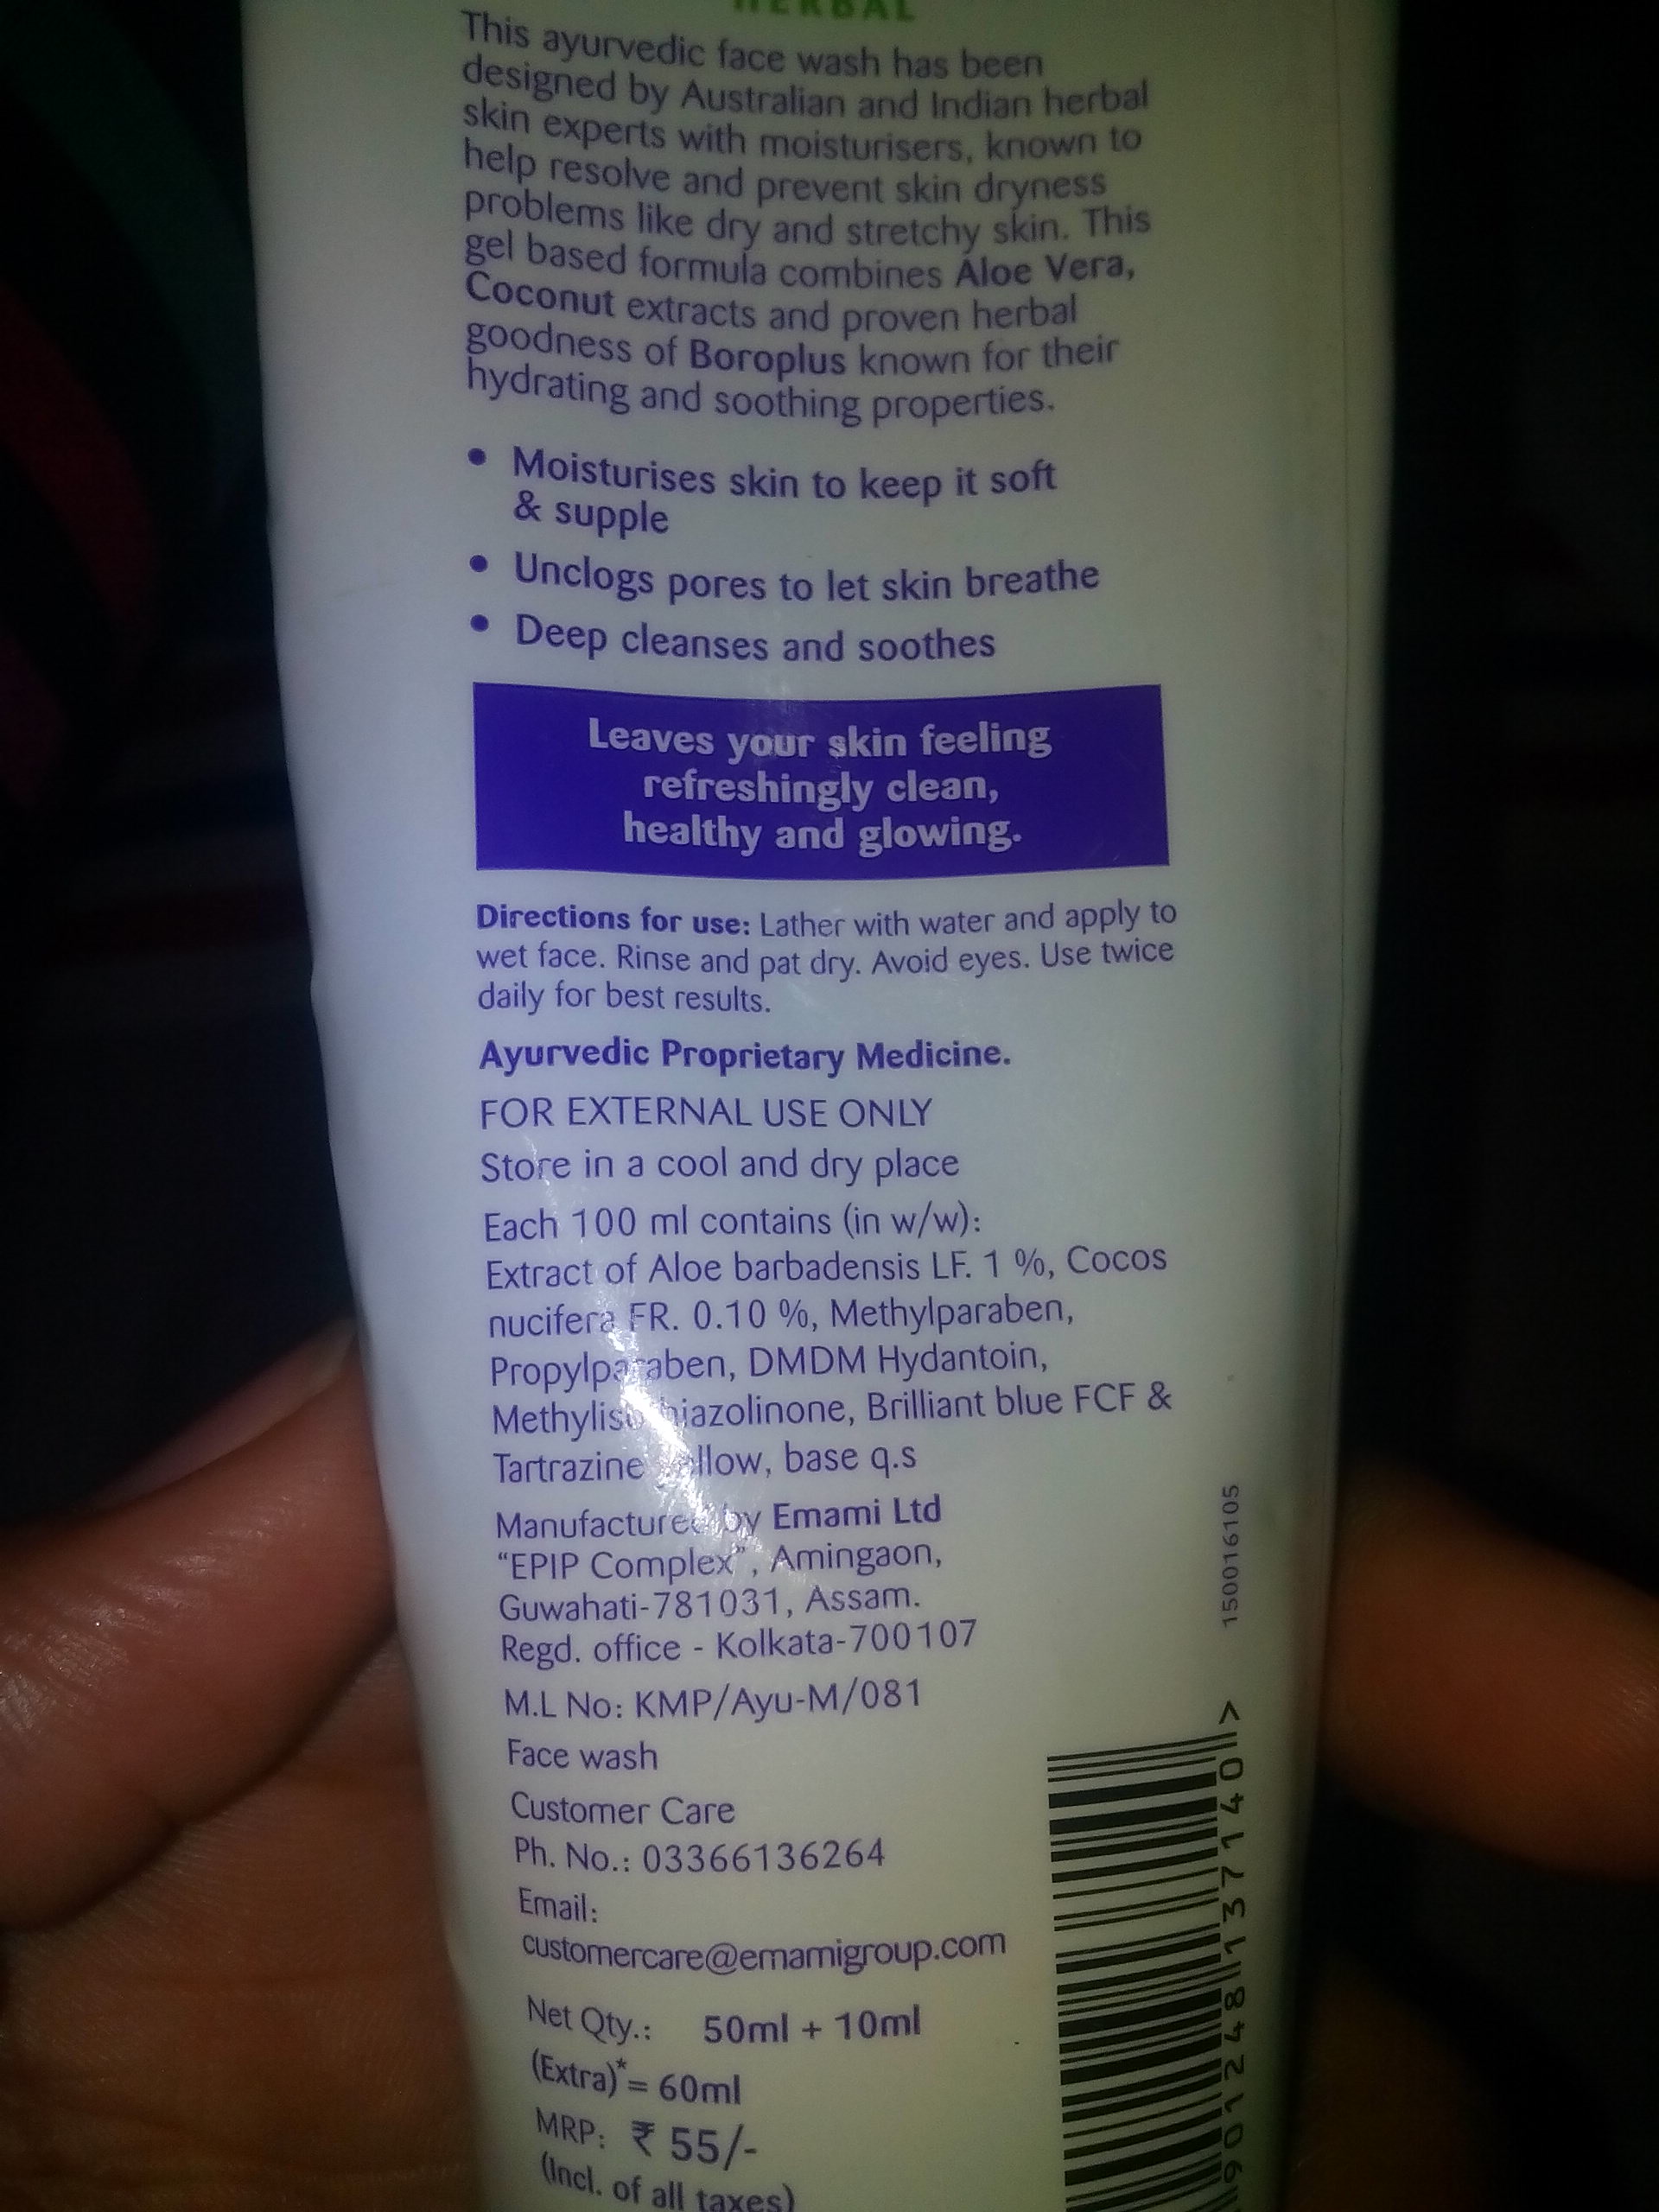 HERBAL
This ayurvedic face wash has been
designed by Australian and Indian herbal
skin experts with moisturisers, known to
help resolve and prevent skin dryness
problems like dry and stretchy skin. This
gel based formula combines Aloe Vera,
Coconut extracts and proven herbal
goodness of Boroplus known for their
hydrating and soothing properties.
• Moisturises skin to keep it soft
& supple
• Unclogs pores to let skin breathe
• Deep cleanses and soothes
Leaves your skin feeling
refreshingly clean,
healthy and glowing.
Directions for use: Lather with water and apply to
wet face. Rinse and pat dry. Avoid eyes. Use twice
daily for best results.
Ayurvedic Proprietary Medicine.
FOR EXTERNAL USE ONLY
Store in a cool and dry place
Each 100 ml contains (in w/w):
Extract of Aloe barbadensis LF. 1 %, Cocos
nucifera FR. 0.10 %, Methylparaben,
Propylparaben, DMDM Hydantoin,
Methylisothiazolinone, Brilliant blue FCF &
Tartrazine yellow, base q.s
Manufactured by Emami Ltd
“EPIP Complex”, Amingaon,
Guwahati-781031, Assam.
Regd. office - Kolkata-700107
M.L No: KMP/Ayu-M/081
Face wash
Customer Care
Ph. No.: 03366136264
Email:
customercare@emamigroup.com
Net Qty.: 50ml + 10ml
(Extra)*= 60ml
MRP: ₹ 55/-
(Incl. of all taxes)
150016105
901248137140>